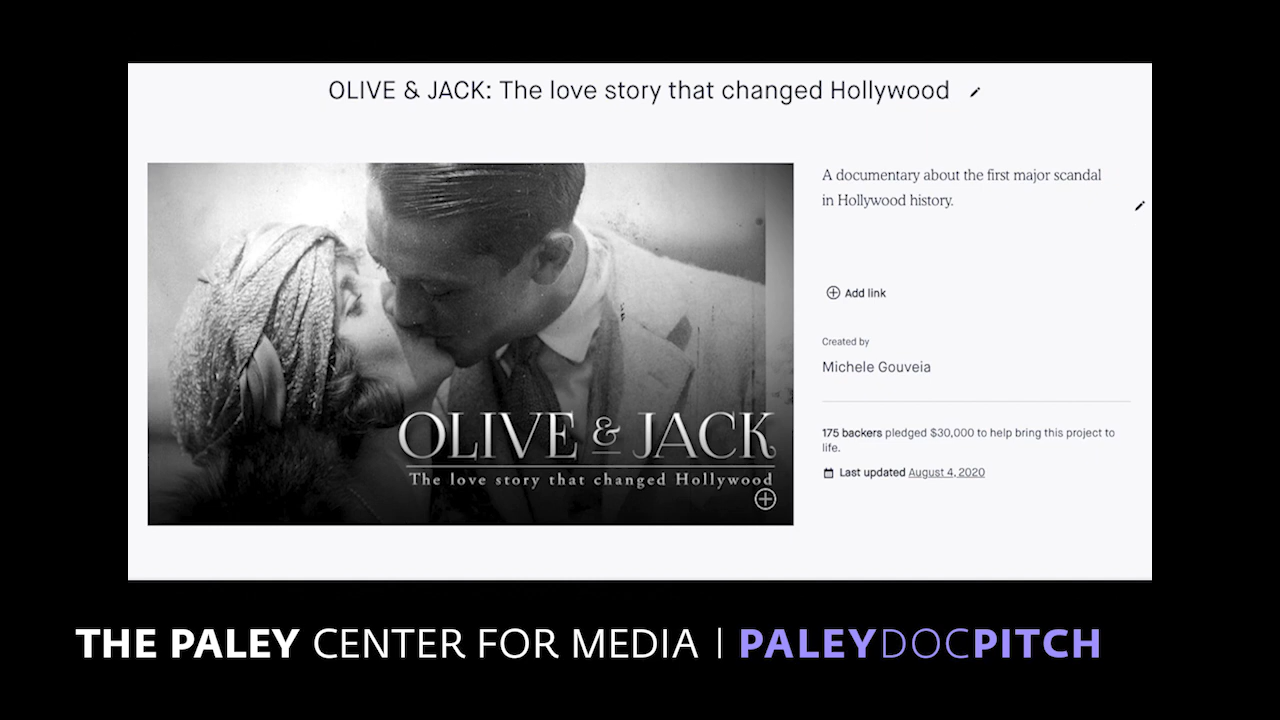 OLIVE & JACK: The love story that changed Hollywood
A documentary about the first major scandal
in Hollywood history.
Add link
Created by
Michele Gouveia
175 backers pledged $30,000 to help bring this project to
life.
Last updated August 4, 2020
OLIVE & JACK
The love story that changed Hollywood
THE PALEY CENTER FOR MEDIA | PALEYDOCPITCH